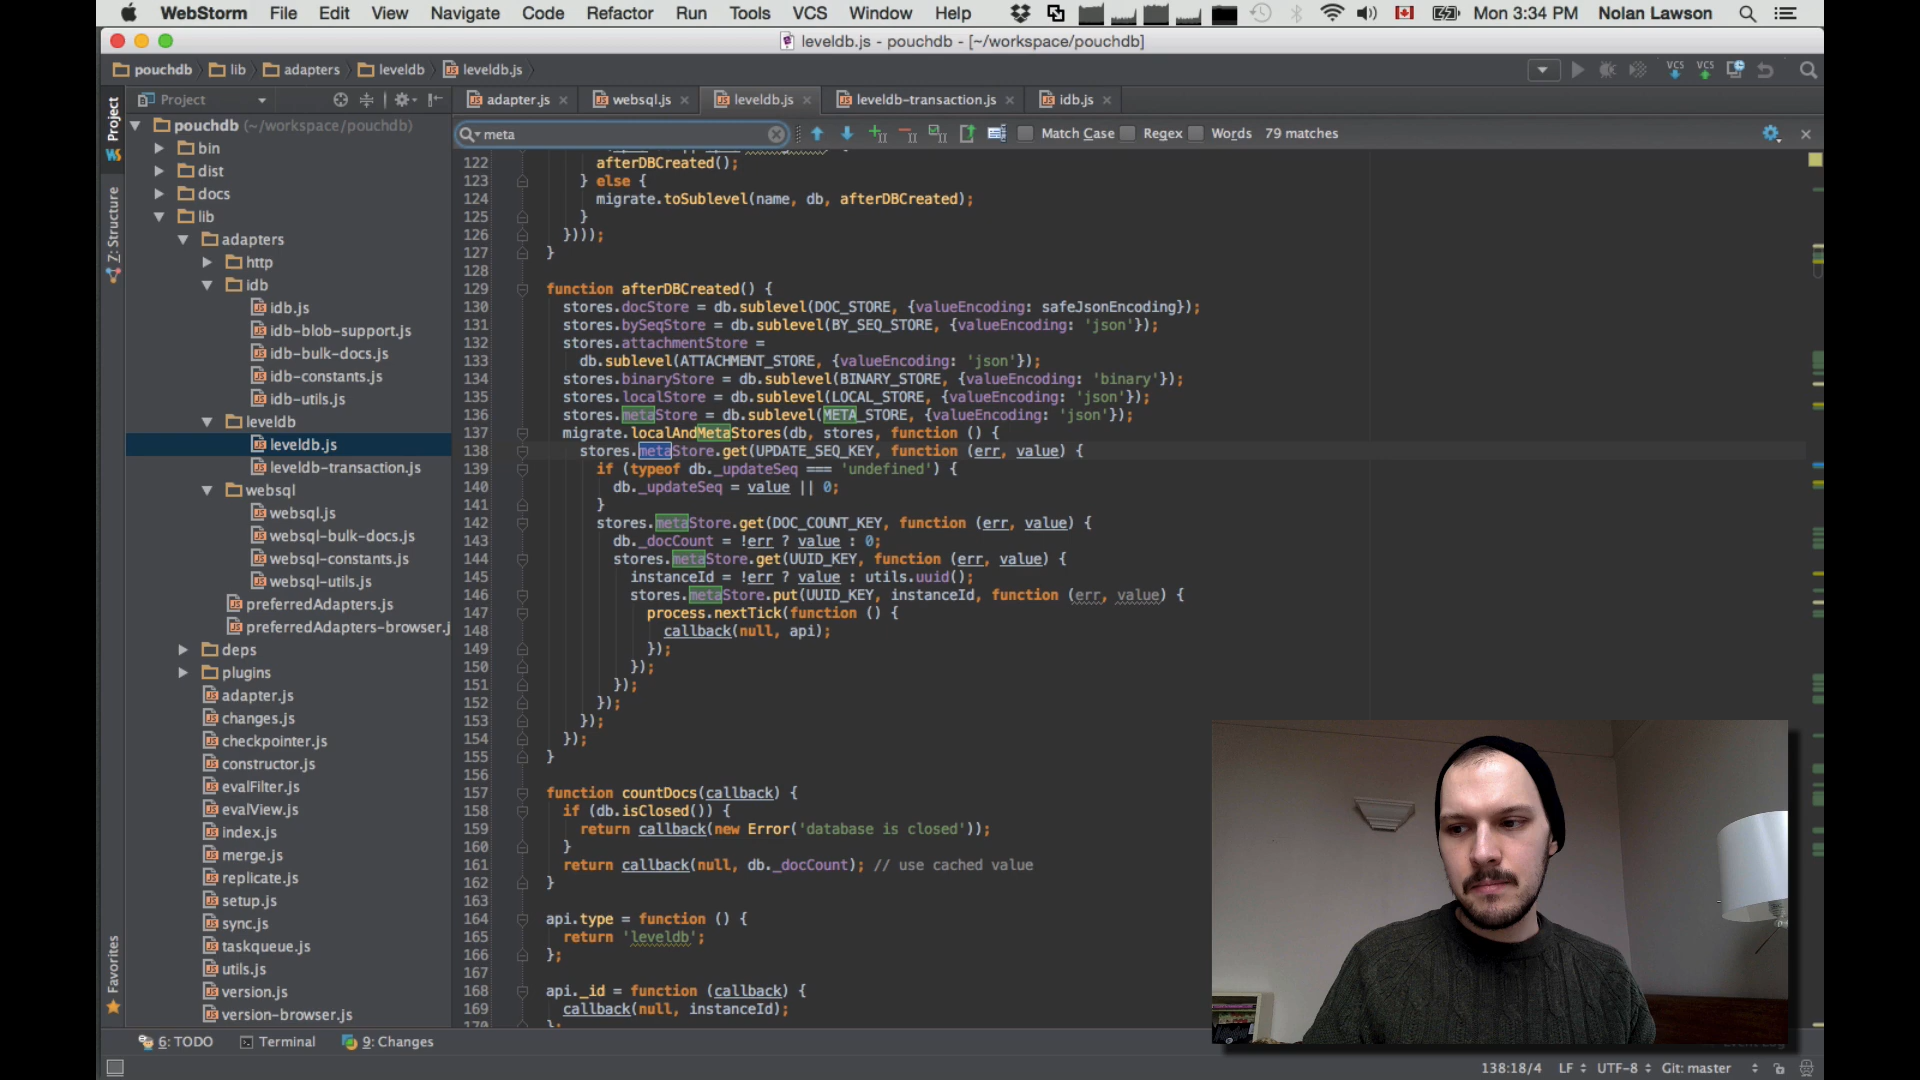 WebStorm File Edit View Navigate Code Refactor Run Tools VCS Window Help Mon 3:34 PM Nolan Lawson
leveldb.js - pouchdb - [~/workspace/pouchdb]
pouchdb lib adapters leveldb leveldb.js
VCS VCS
Project
Project
adapter.js websql.js leveldb.js leveldb-transaction.js idb.js
meta Match Case Regex Words 79 matches
Z: Structure
Favorites
pouchdb (~/workspace/pouchdb)
bin
dist
docs
lib
adapters
http
idb
idb.js
idb-blob-support.js
idb-bulk-docs.js
idb-constants.js
idb-utils.js
leveldb
leveldb.js
leveldb-transaction.js
websql
websql.js
websql-bulk-docs.js
websql-constants.js
websql-utils.js
preferredAdapters.js
preferredAdapters-browser.j
deps
plugins
adapter.js
changes.js
checkpointer.js
constructor.js
evalFilter.js
evalView.js
index.js
merge.js
replicate.js
setup.js
sync.js
taskqueue.js
utils.js
version.js
version-browser.js
122 afterDBCreated();
123 } else {
124 migrate.toSublevel(name, db, afterDBCreated);
125 }
126 })));
127 }
128
129 function afterDBCreated() {
130 stores.docStore = db.sublevel(DOC_STORE, {valueEncoding: safeJsonEncoding});
131 stores.bySeqStore = db.sublevel(BY_SEQ_STORE, {valueEncoding: 'json'});
132 stores.attachmentStore =
133 db.sublevel(ATTACHMENT_STORE, {valueEncoding: 'json'});
134 stores.binaryStore = db.sublevel(BINARY_STORE, {valueEncoding: 'binary'});
135 stores.localStore = db.sublevel(LOCAL_STORE, {valueEncoding: 'json'});
136 stores.metaStore = db.sublevel(META_STORE, {valueEncoding: 'json'});
137 migrate.localAndMetaStores(db, stores, function () {
138 stores.metaStore.get(UPDATE_SEQ_KEY, function (err, value) {
139 if (typeof db._updateSeq === 'undefined') {
140 db._updateSeq = value || 0;
141 }
142 stores.metaStore.get(DOC_COUNT_KEY, function (err, value) {
143 db._docCount = !err ? value : 0;
144 stores.metaStore.get(UUID_KEY, function (err, value) {
145 instanceId = !err ? value : utils.uuid();
146 stores.metaStore.put(UUID_KEY, instanceId, function (err, value) {
147 process.nextTick(function () {
148 callback(null, api);
149 });
150 });
151 });
152 });
153 });
154 });
155 }
156
157 function countDocs(callback) {
158 if (db.isClosed()) {
159 return callback(new Error('database is closed'));
160 }
161 return callback(null, db._docCount); // use cached value
162 }
163
164 api.type = function () {
165 return 'leveldb';
166 };
167
168 api._id = function (callback) {
169 callback(null, instanceId);
170 };
6: TODO Terminal 9: Changes
138:18/4 LF UTF-8 Git: master